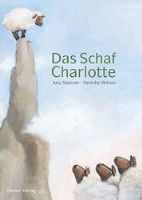 Das Schaf
Charlotte
Anu Stohner · Henrike Wilson
Hanser Verlag